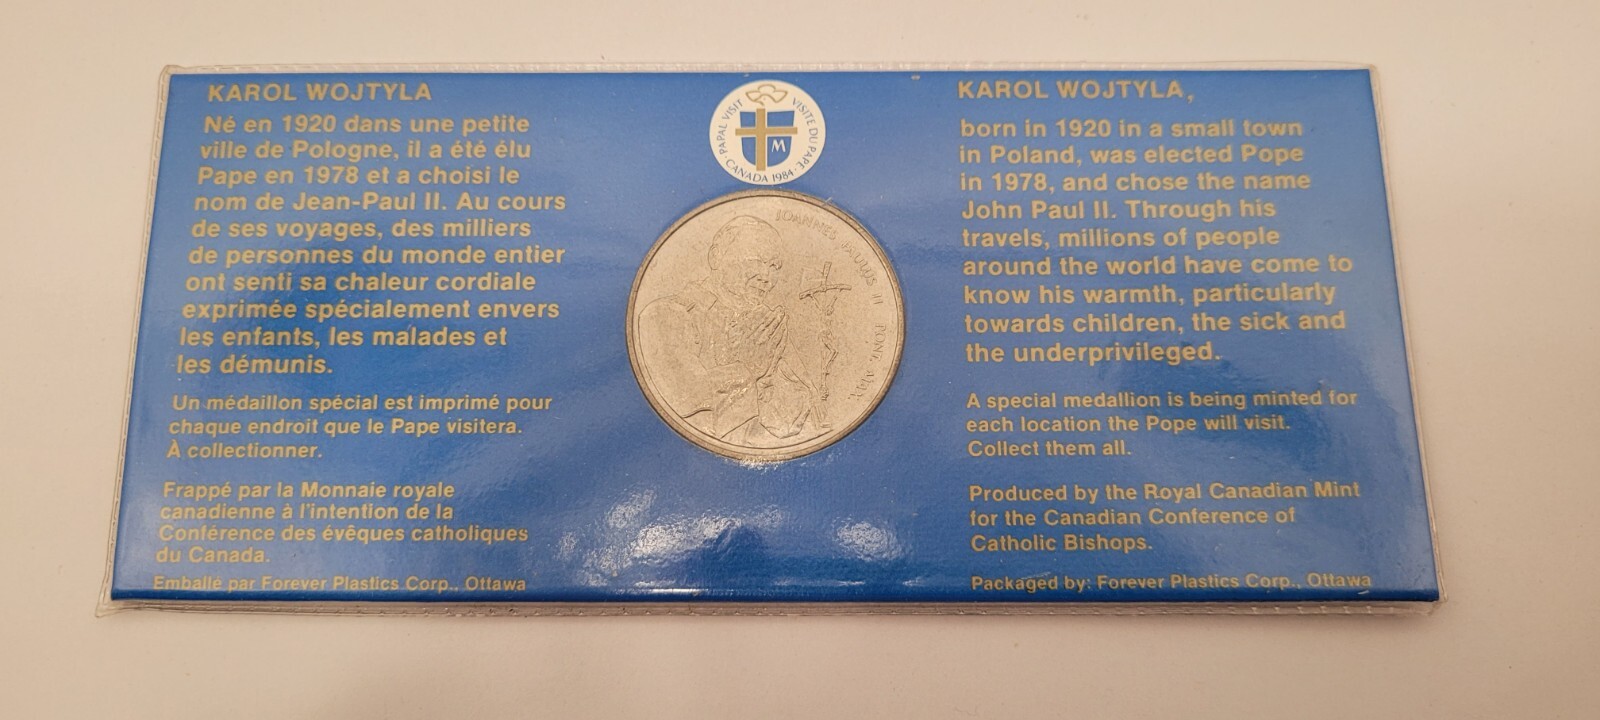 KAROL WOJTYLA
Né en 1920 dans une petite
ville de Pologne, il a été élu
Pape en 1978 et a choisi le
nom de Jean-Paul II. Au cours
de ses voyages, des milliers
de personnes du monde entier
ont senti sa chaleur cordiale
exprimée spécialement envers
les enfants, les malades et
les démunis.
Un médaillon spécial est imprimé pour
chaque endroit que le Pape visitera.
À collectionner.
Frappé par la Monnaie royale
canadienne à l'intention de la
Conférence des évêques catholiques
du Canada.
Emballé par Forever Plastics Corp., Ottawa
PAPAL VISIT
VISITE DU PAPE
CANADA 1984
M
IOANNES PAULUS II PONT. MAX.
KAROL WOJTYLA,
born in 1920 in a small town
in Poland, was elected Pope
in 1978, and chose the name
John Paul II. Through his
travels, millions of people
around the world have come to
know his warmth, particularly
towards children, the sick and
the underprivileged.
A special medallion is being minted for
each location the Pope will visit.
Collect them all.
Produced by the Royal Canadian Mint
for the Canadian Conference of
Catholic Bishops.
Packaged by: Forever Plastics Corp., Ottawa